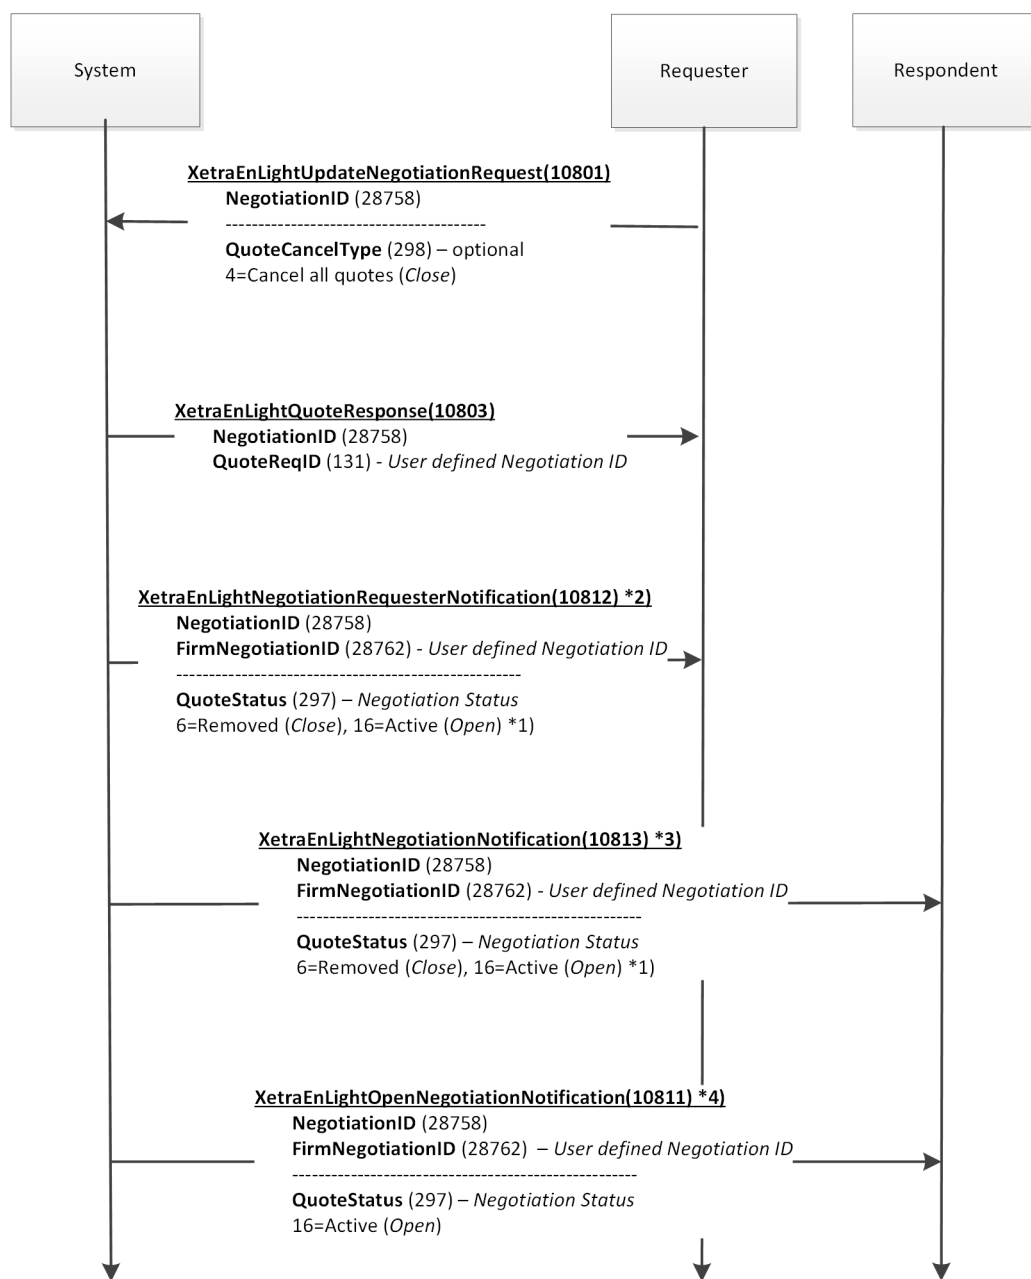 System
Requester
Respondent
XetraEnLightUpdateNegotiationRequest(10801)
NegotiationID (28758)
----------------------------------------
QuoteCancelType (298) – optional
4=Cancel all quotes (Close)
XetraEnLightQuoteResponse(10803)
NegotiationID (28758)
QuoteReqID (131) - User defined Negotiation ID
XetraEnLightNegotiationRequesterNotification(10812) *2)
NegotiationID (28758)
FirmNegotiationID (28762) - User defined Negotiation ID
-----------------------------------------------------
QuoteStatus (297) – Negotiation Status
6=Removed (Close), 16=Active (Open) *1)
XetraEnLightNegotiationNotification(10813) *3)
NegotiationID (28758)
FirmNegotiationID (28762) - User defined Negotiation ID
-----------------------------------------------------
QuoteStatus (297) – Negotiation Status
6=Removed (Close), 16=Active (Open) *1)
XetraEnLightOpenNegotiationNotification(10811) *4)
NegotiationID (28758)
FirmNegotiationID (28762) – User defined Negotiation ID
-----------------------------------------------------
QuoteStatus (297) – Negotiation Status
16=Active (Open)